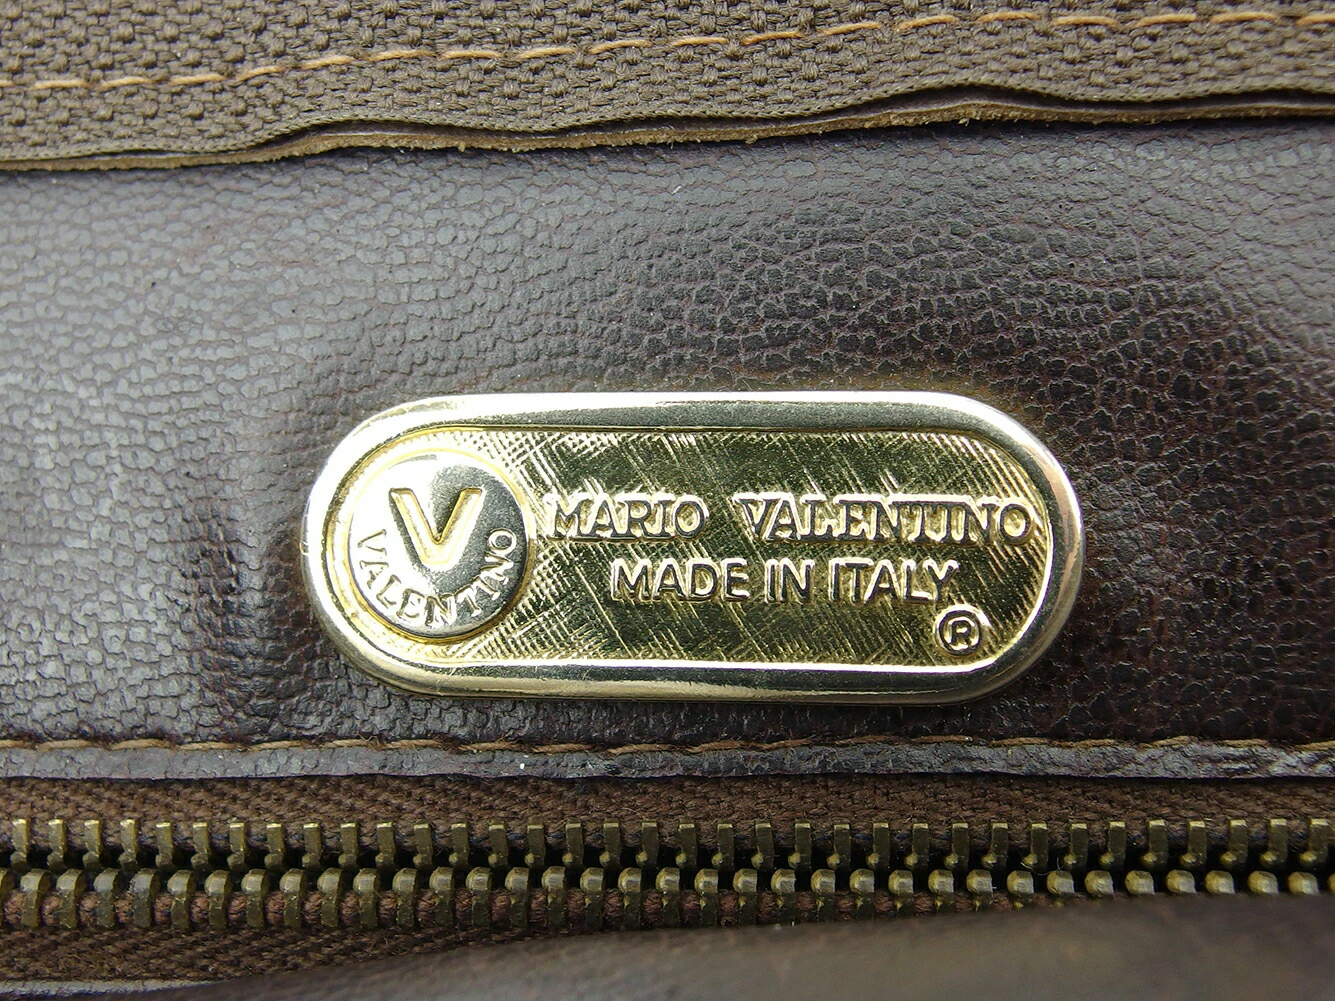 V
VALENTINO
MARIO VALENTINO
MADE IN ITALY
®